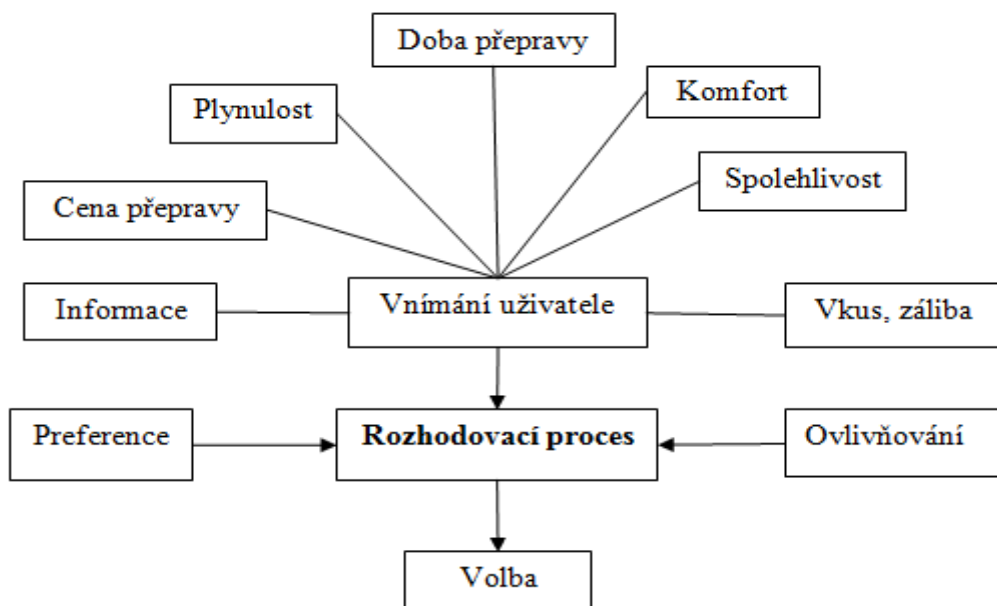 Doba přepravy
Komfort
Plynulost
Spolehlivost
Cena přepravy
Informace
Vnímání uživatele
Vkus, záliba
Preference
Rozhodovací proces
Ovlivňování
Volba